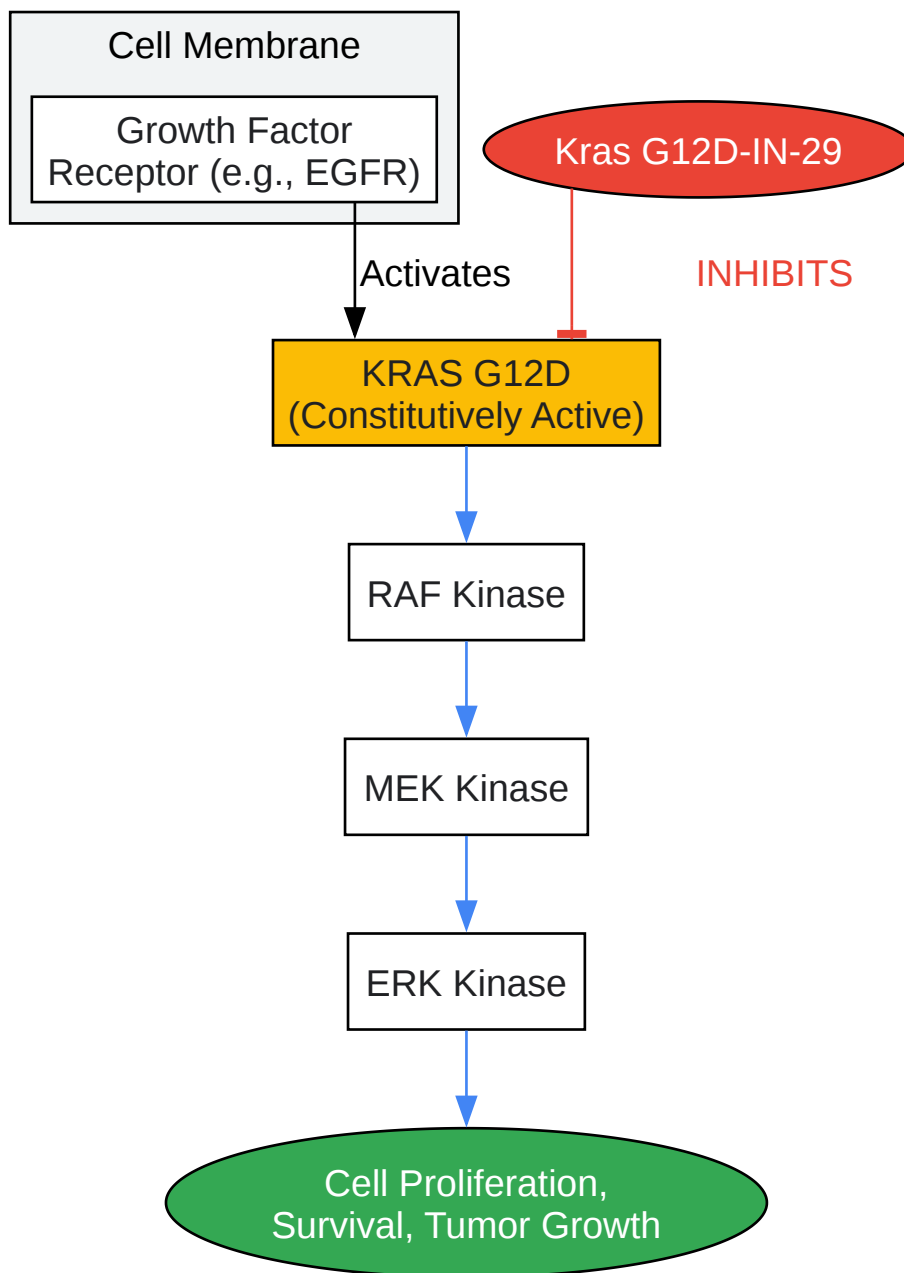 Cell Membrane
Growth Factor
Receptor (e.g., EGFR)
Kras G12D-IN-29
Activates
INHIBITS
KRAS G12D
(Constitutively Active)
RAF Kinase
MEK Kinase
ERK Kinase
Cell Proliferation,
Survival, Tumor Growth